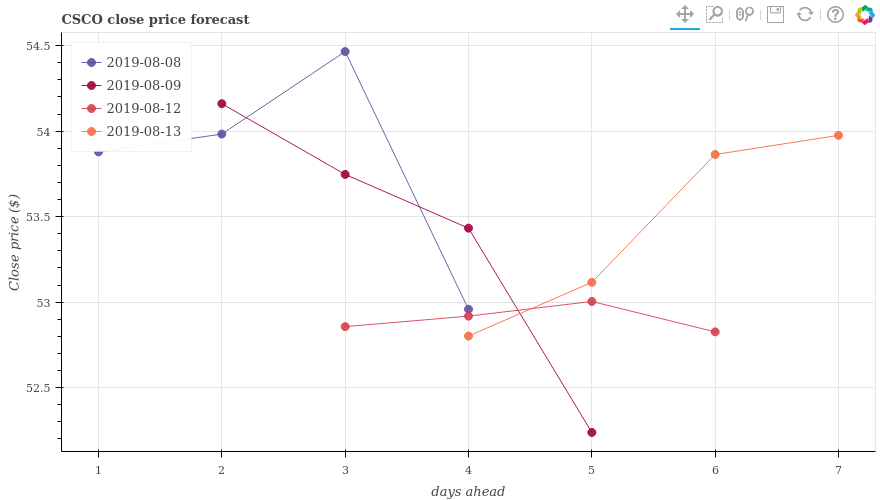 CSCO close price forecast
54.5
54
53.5
53
52.5
Close price ($)
2019-08-08
2019-08-09
2019-08-12
2019-08-13
1 2 3 4 5 6 7
days ahead